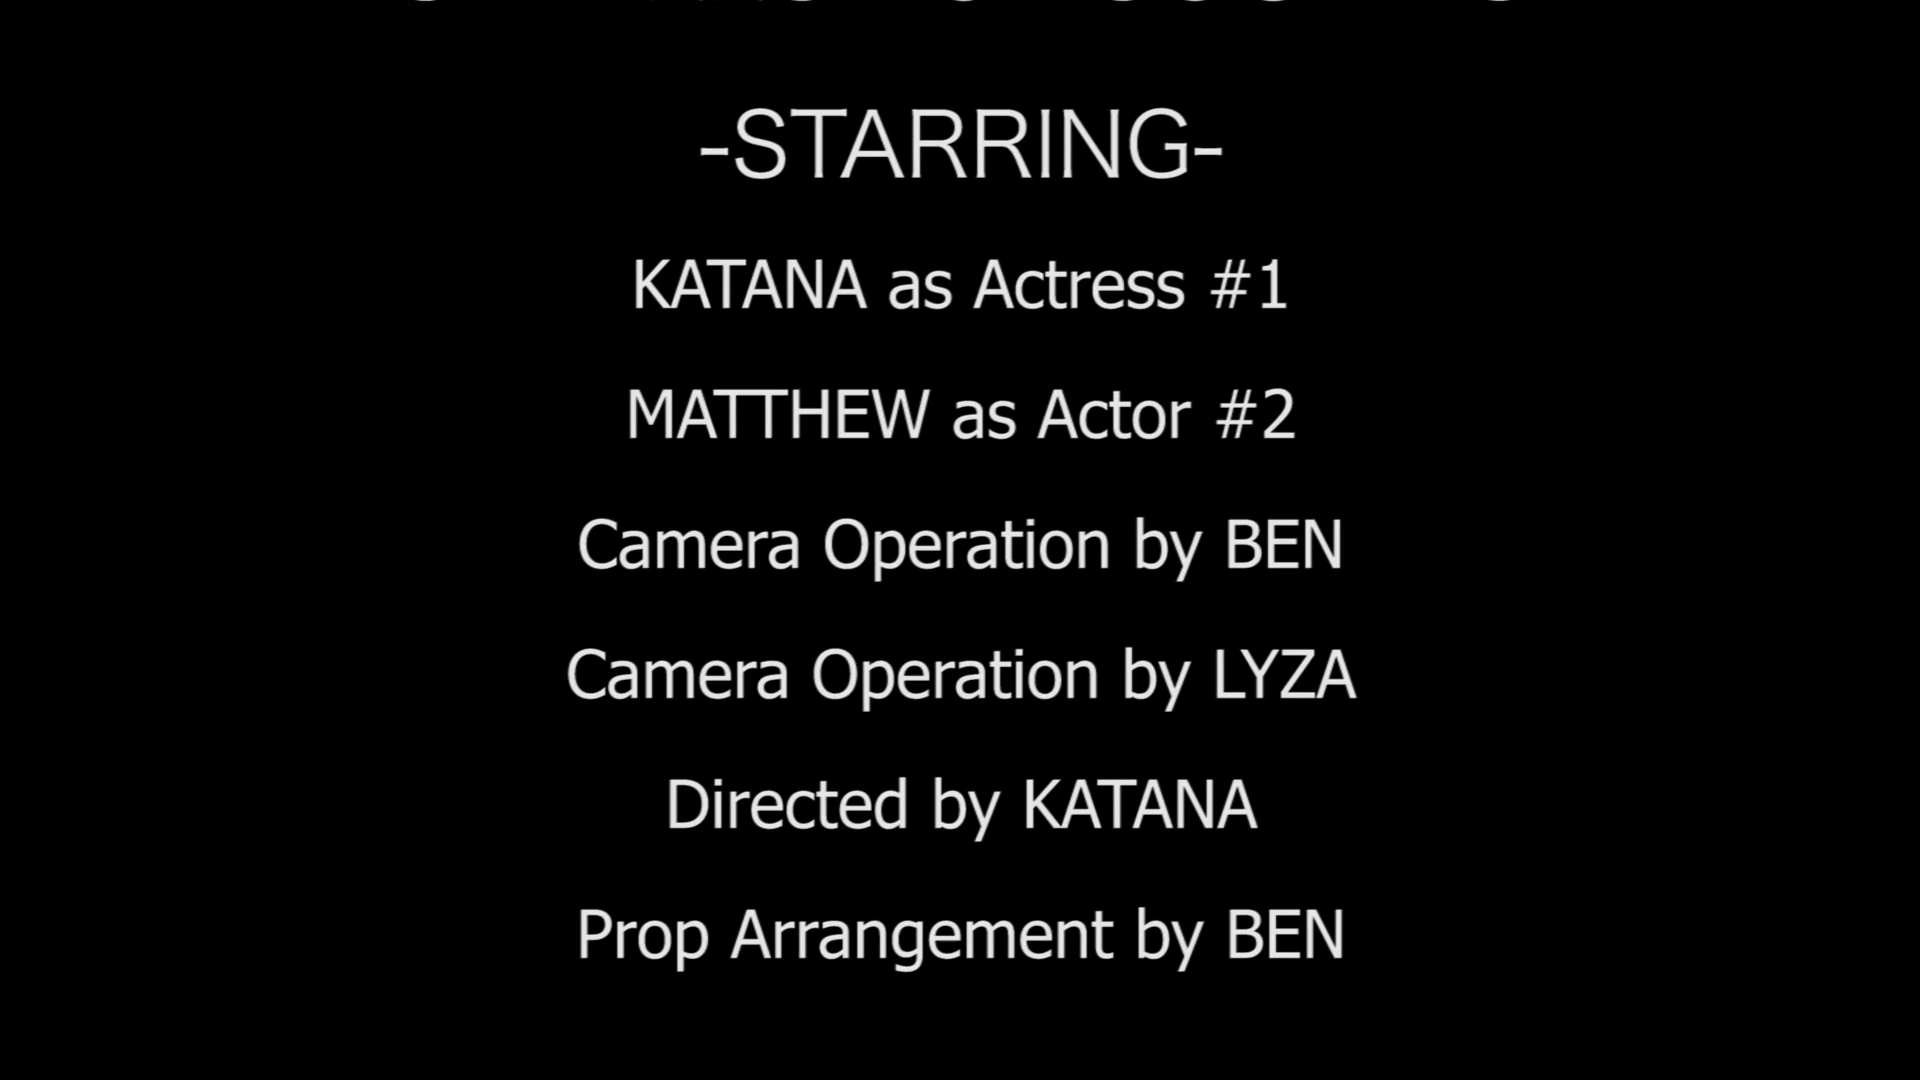 -STARRING-
KATANA as Actress #1
MATTHEW as Actor #2
Camera Operation by BEN
Camera Operation by LYZA
Directed by KATANA
Prop Arrangement by BEN